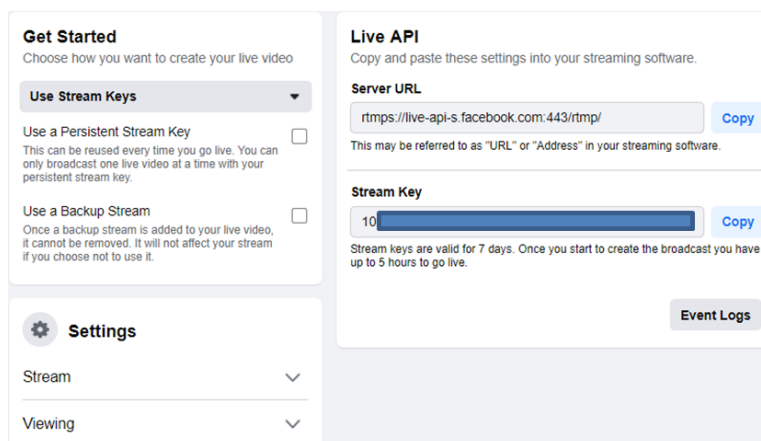 Get Started
Choose how you want to create your live video
Use Stream Keys
Use a Persistent Stream Key
This can be reused every time you go live. You can
only broadcast one live video at a time with your
persistent stream key.
Use a Backup Stream
Once a backup stream is added to your live video,
it cannot be removed. It will not affect your stream
if you choose not to use it.
Settings
Stream
Viewing
Live API
Copy and paste these settings into your streaming software.
Server URL
rtmps://live-api-s.facebook.com:443/rtmp/
Copy
This may be referred to as "URL" or "Address" in your streaming software.
Stream Key
10
Copy
Stream keys are valid for 7 days. Once you start to create the broadcast you have
up to 5 hours to go live.
Event Logs